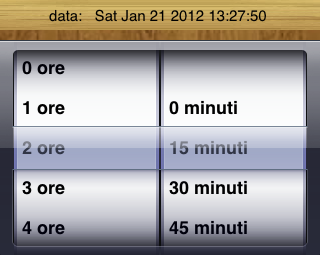 data: Sat Jan 21 2012 13:27:50
0 ore
1 ore 0 minuti
2 ore 15 minuti
3 ore 30 minuti
4 ore 45 minuti